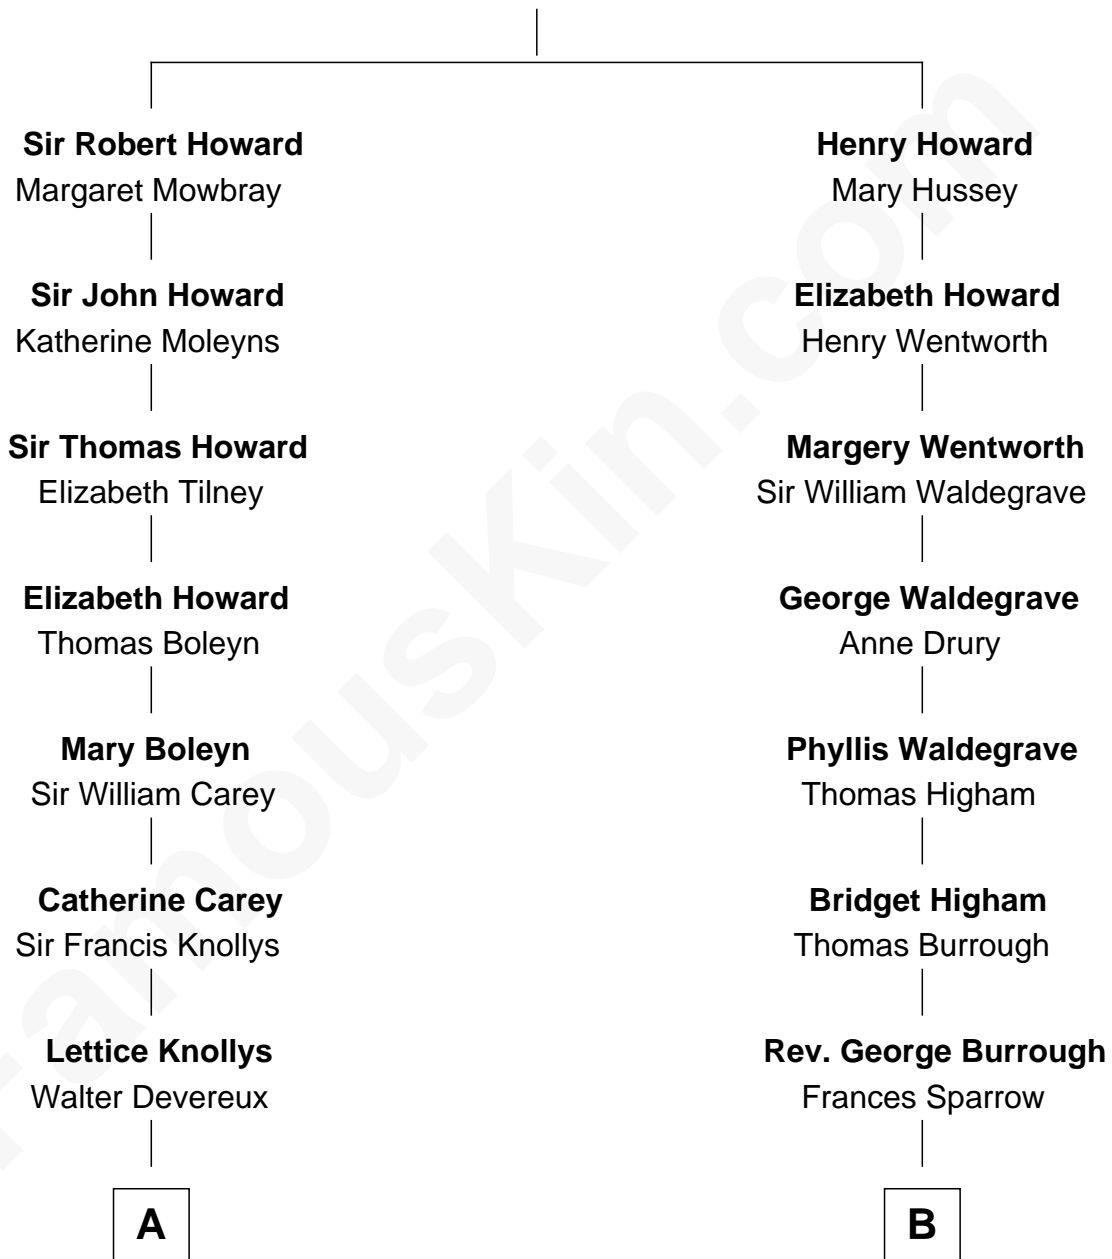 Sir Robert Howard
Margaret Mowbray
Henry Howard
Mary Hussey
Sir John Howard
Katherine Moleyns
Elizabeth Howard
Henry Wentworth
Sir Thomas Howard
Elizabeth Tilney
Margery Wentworth
Sir William Waldegrave
Elizabeth Howard
Thomas Boleyn
George Waldegrave
Anne Drury
Mary Boleyn
Sir William Carey
Phyllis Waldegrave
Thomas Higham
Catherine Carey
Sir Francis Knollys
Bridget Higham
Thomas Burrough
Lettice Knollys
Walter Devereux
Rev. George Burrough
Frances Sparrow
A
B
FamousKin.com